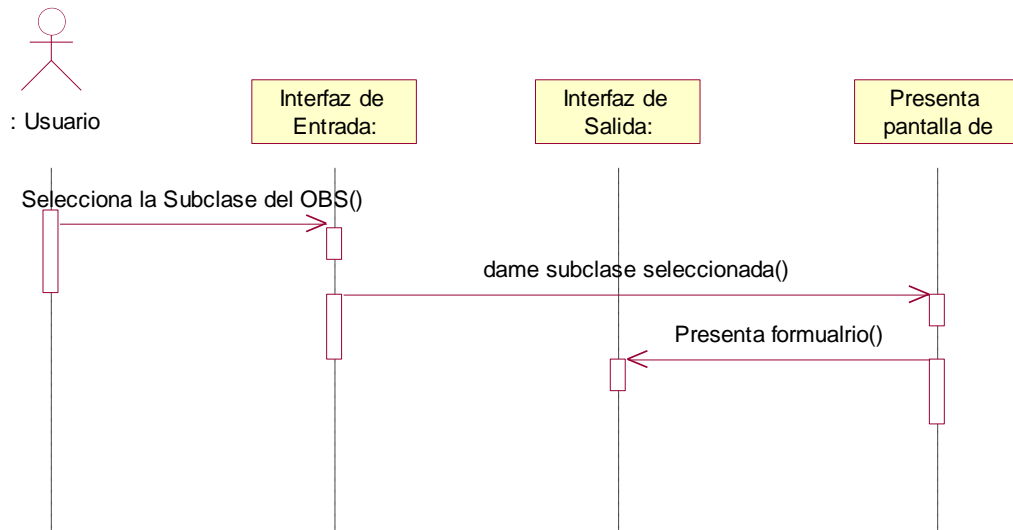 : Usuario
Interfaz de
Entrada:
Interfaz de
Salida:
Presenta
pantalla de
Selecciona la Subclase del OBS()
dame subclase seleccionada()
Presenta formualrio()